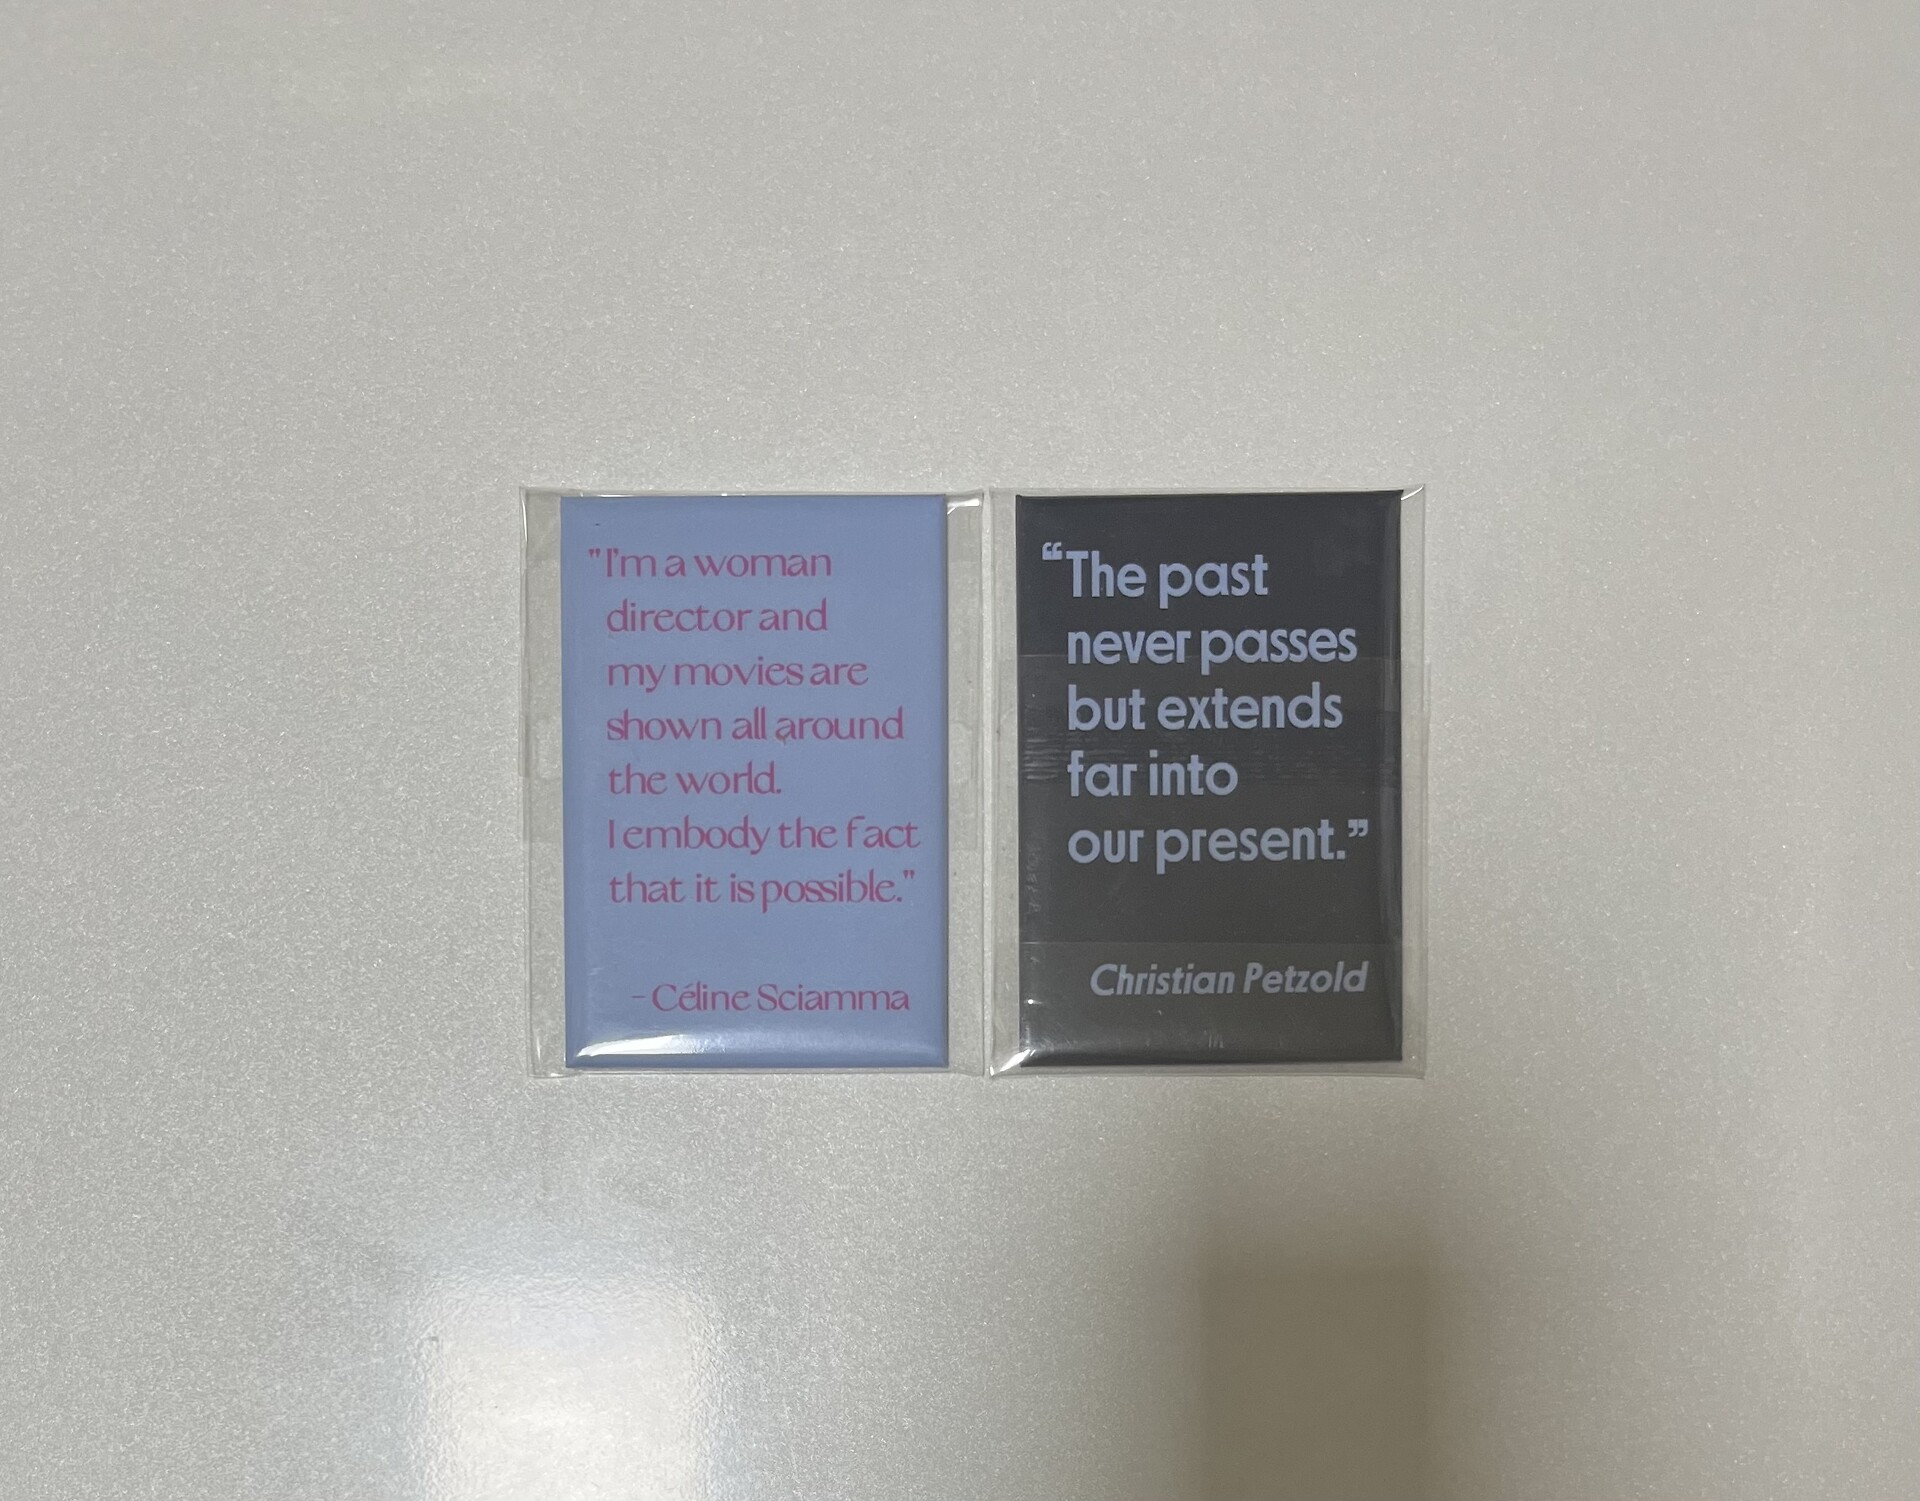 "I'm a woman
director and
my movies are
shown all around
the world.
I embody the fact
that it is possible."
- Céline Sciamma
“The past
never passes
but extends
far into
our present.”
Christian Petzold